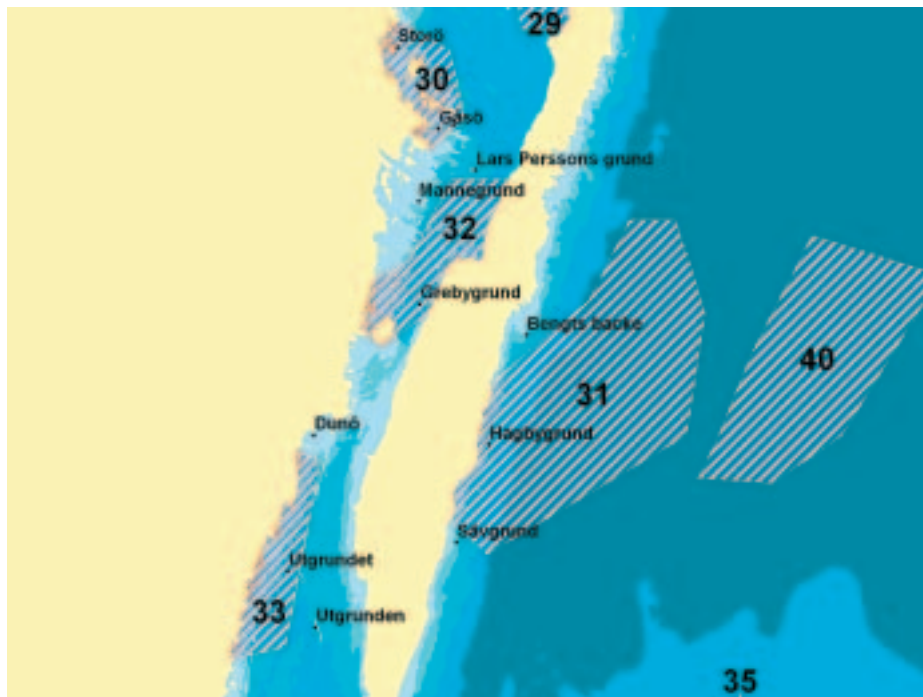 29
Storö
30
Gåsö
Lars Perssons grund
Mannegrund
32
Grebygrund
Bengts backe
40
31
Dunö
Hagbygrund
Sävgrund
Utgrundet
33
Utgrunden
35